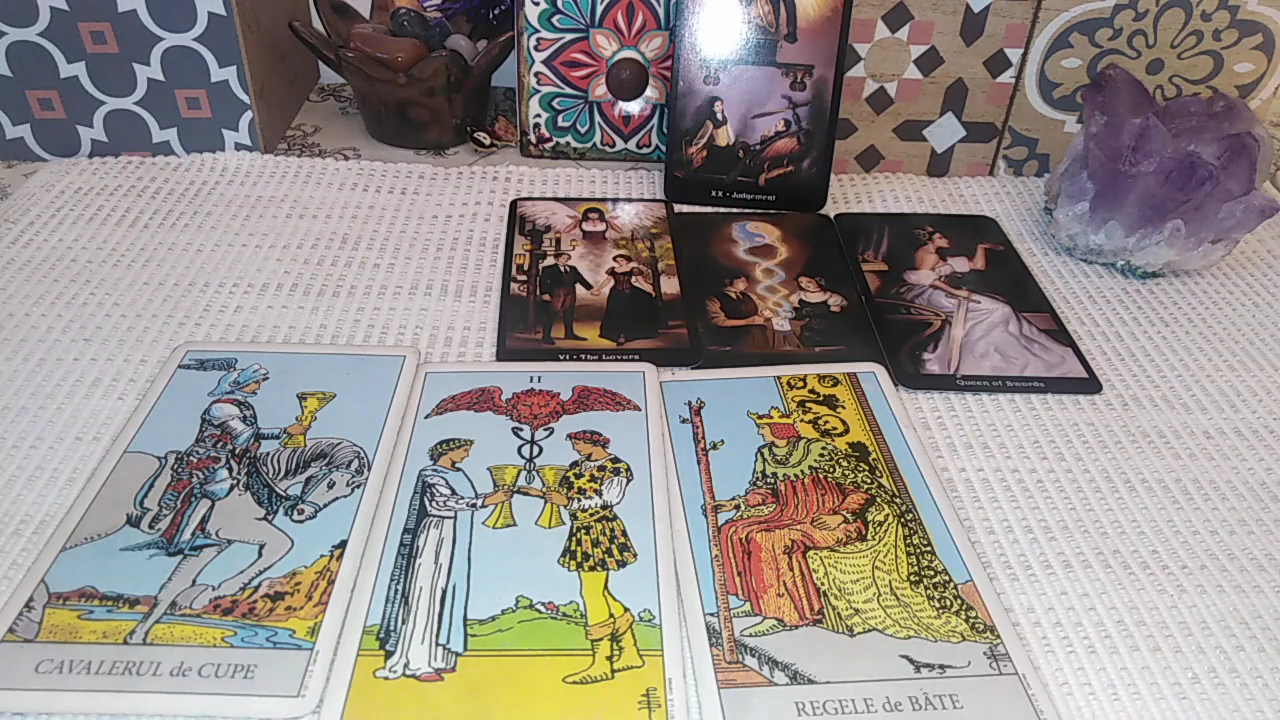 XX • Judgement
VI • The Lovers
Queen of Swords
II
CAVALERUL de CUPE
REGELE de BÂTE